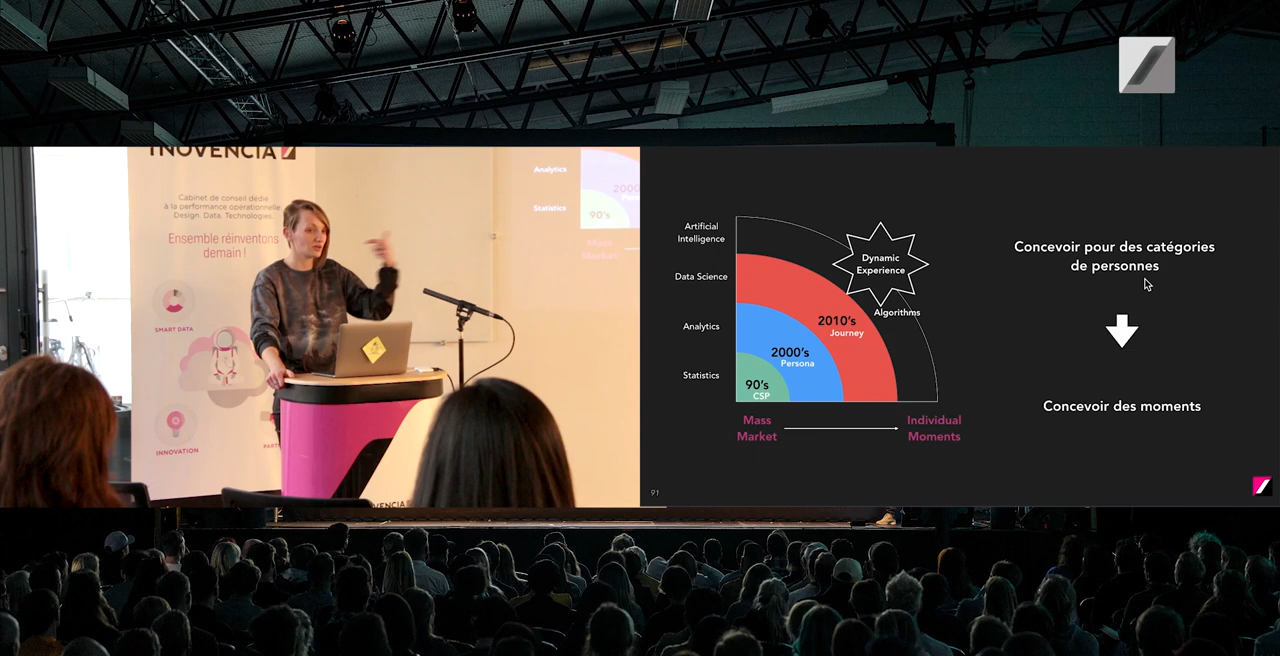 INOVENCIA
Cabinet de conseil dédié
à la performance opérationnelle
Design. Data. Technologies.
Ensemble réinventons
demain !
SMART DATA
INNOVATION
Analytics
Statistics
2000
90's
Mass
Market
Artificial
Intelligence
Data Science
Analytics
Statistics
Dynamic
Experience
Algorithms
2010's
Journey
2000's
Persona
90's
CSP
Mass
Market
Individual
Moments
Concevoir pour des catégories
de personnes
Concevoir des moments
91